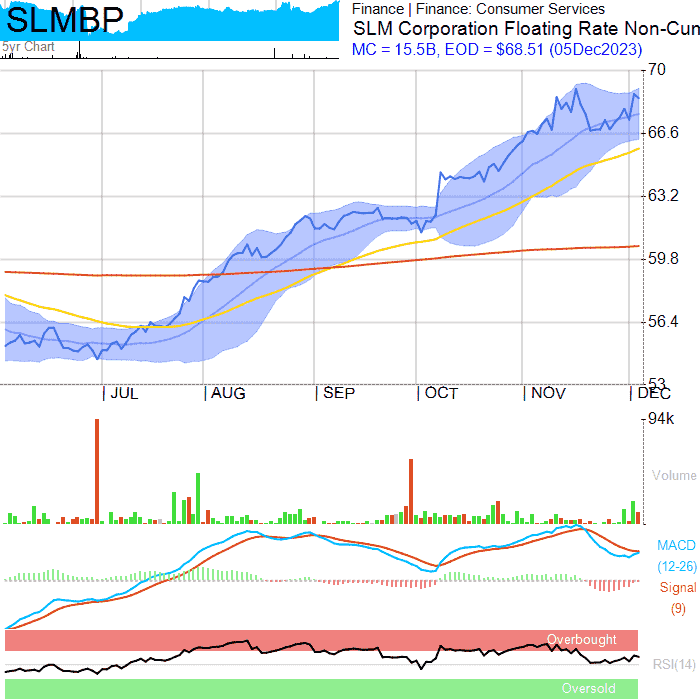 SLMBP
5yr Chart
Finance | Finance: Consumer Services
SLM Corporation Floating Rate Non-Cun
MC = 15.5B, EOD = $68.51 (05Dec2023)
70
66.6
63.2
59.8
56.4
53
JUL
AUG
SEP
OCT
NOV
DEC
94k
Volume
MACD
(12-26)
Signal
(9)
Overbought
RSI(14)
Oversold